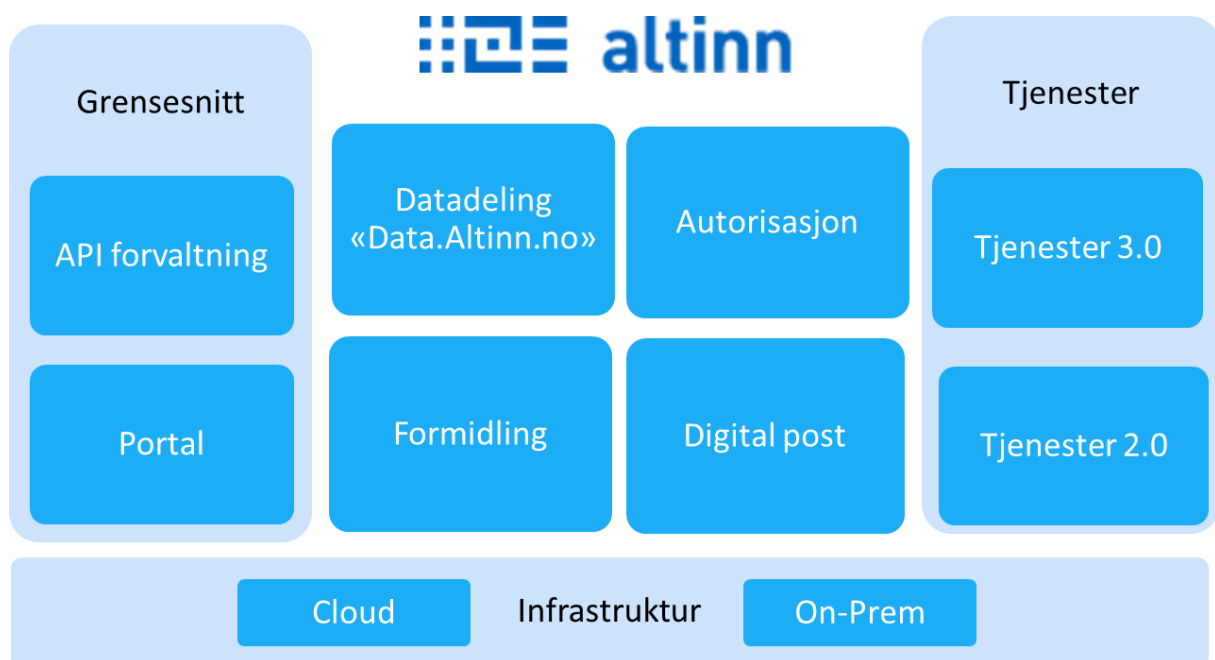 altinn
Grensesnitt
API forvaltning
Portal
Datadeling
«Data.Altinn.no»
Autorisasjon
Formidling
Digital post
Tjenester
Tjenester 3.0
Tjenester 2.0
Cloud
Infrastruktur
On-Prem